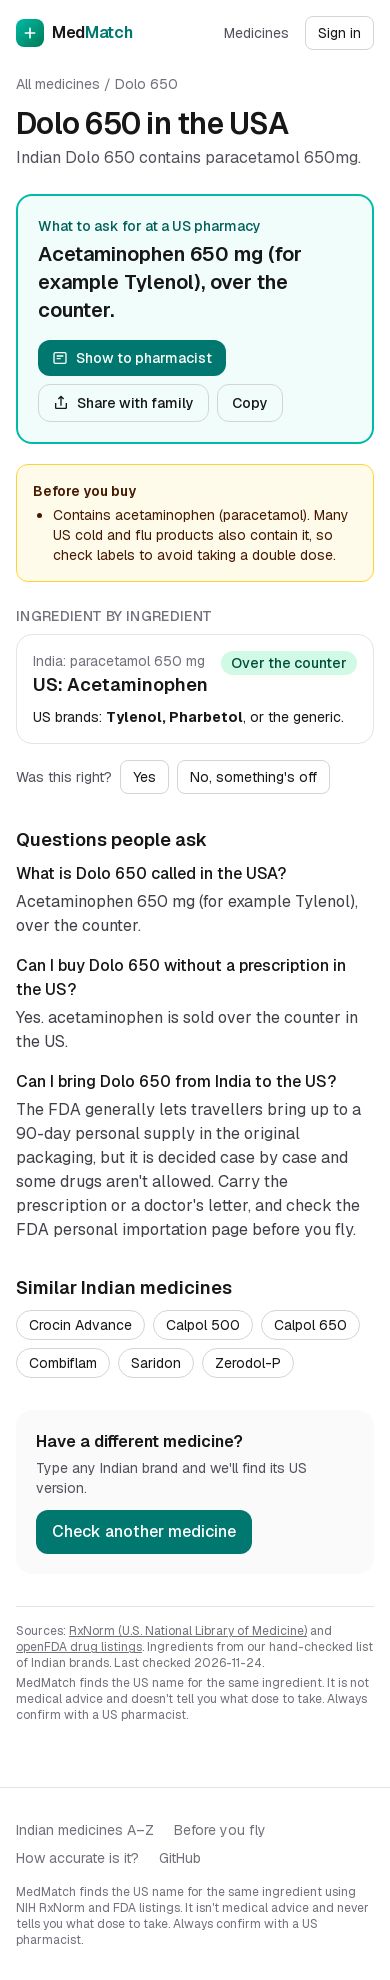 MedMatch
Medicines
Sign in
All medicines / Dolo 650
Dolo 650 in the USA
Indian Dolo 650 contains paracetamol 650mg.
What to ask for at a US pharmacy
Acetaminophen 650 mg (for
example Tylenol), over the
counter.
Show to pharmacist
Share with family
Copy
Before you buy
• Contains acetaminophen (paracetamol). Many
US cold and flu products also contain it, so
check labels to avoid taking a double dose.
INGREDIENT BY INGREDIENT
India: paracetamol 650 mg
Over the counter
US: Acetaminophen
US brands: Tylenol, Pharbetol, or the generic.
Was this right?
Yes
No, something's off
Questions people ask
What is Dolo 650 called in the USA?
Acetaminophen 650 mg (for example Tylenol),
over the counter.
Can I buy Dolo 650 without a prescription in
the US?
Yes. acetaminophen is sold over the counter in
the US.
Can I bring Dolo 650 from India to the US?
The FDA generally lets travellers bring up to a
90-day personal supply in the original
packaging, but it is decided case by case and
some drugs aren't allowed. Carry the
prescription or a doctor's letter, and check the
FDA personal importation page before you fly.
Similar Indian medicines
Crocin Advance
Calpol 500
Calpol 650
Combiflam
Saridon
Zerodol-P
Have a different medicine?
Type any Indian brand and we'll find its US
version.
Check another medicine
Sources: RxNorm (U.S. National Library of Medicine) and
openFDA drug listings. Ingredients from our hand-checked list
of Indian brands. Last checked 2026-11-24.
MedMatch finds the US name for the same ingredient. It is not
medical advice and doesn't tell you what dose to take. Always
confirm with a US pharmacist.
Indian medicines A–Z
Before you fly
How accurate is it?
GitHub
MedMatch finds the US name for the same ingredient using
NIH RxNorm and FDA listings. It isn't medical advice and never
tells you what dose to take. Always confirm with a US
pharmacist.